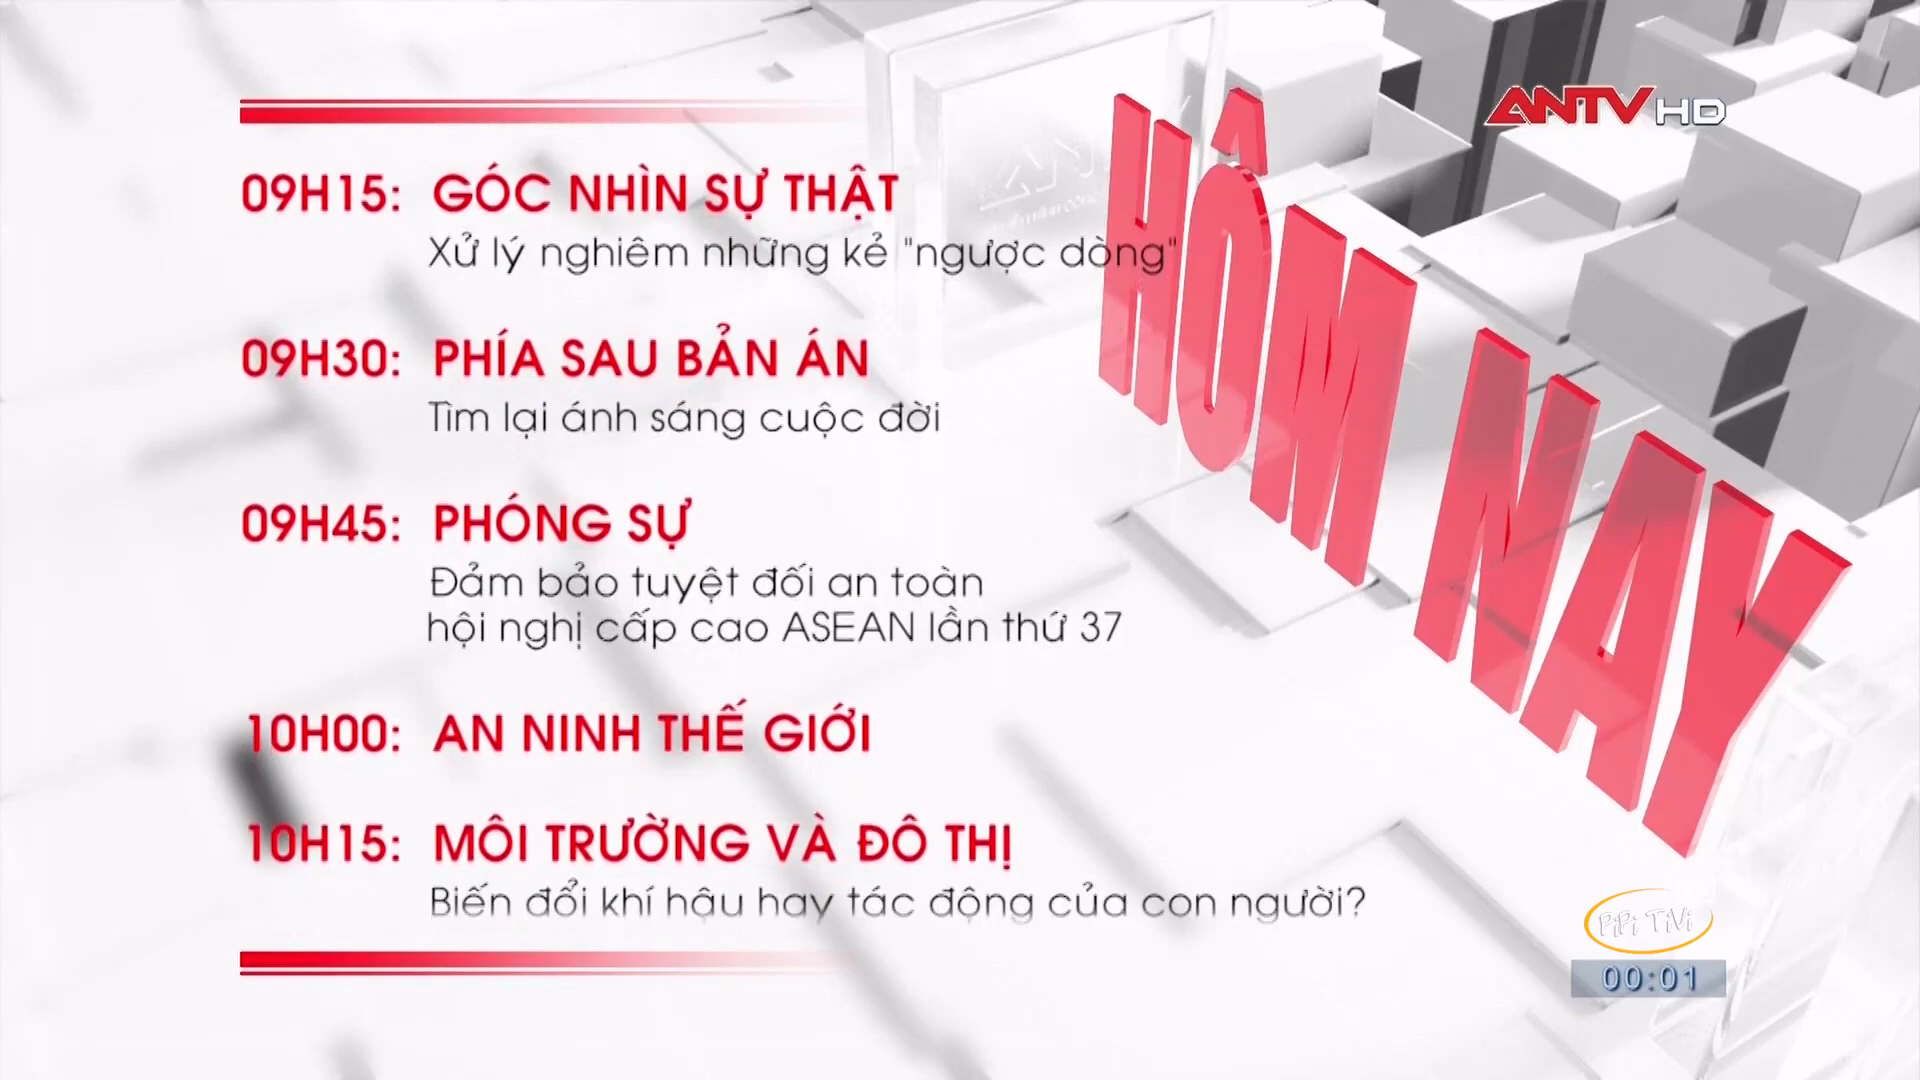 ANTV HD
HÔM NAY
09H15: GÓC NHÌN SỰ THẬT
Xử lý nghiêm những kẻ "ngược dòng"
09H30: PHÍA SAU BẢN ÁN
Tìm lại ánh sáng cuộc đời
09H45: PHÓNG SỰ
Đảm bảo tuyệt đối an toàn
hội nghị cấp cao ASEAN lần thứ 37
10H00: AN NINH THẾ GIỚI
10H15: MÔI TRƯỜNG VÀ ĐÔ THỊ
Biến đổi khí hậu hay tác động của con người?
PiPi TiVi
00:01